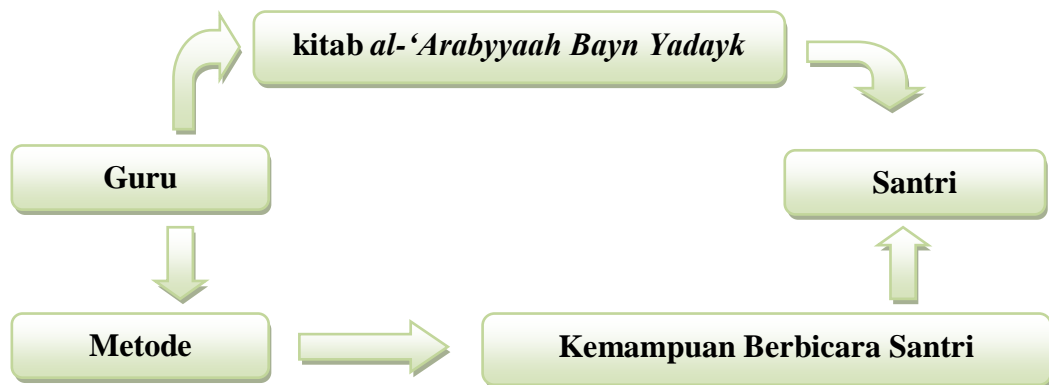 kitab al-‘Arabyyaah Bayn Yadayk
Guru
Santri
Metode
Kemampuan Berbicara Santri